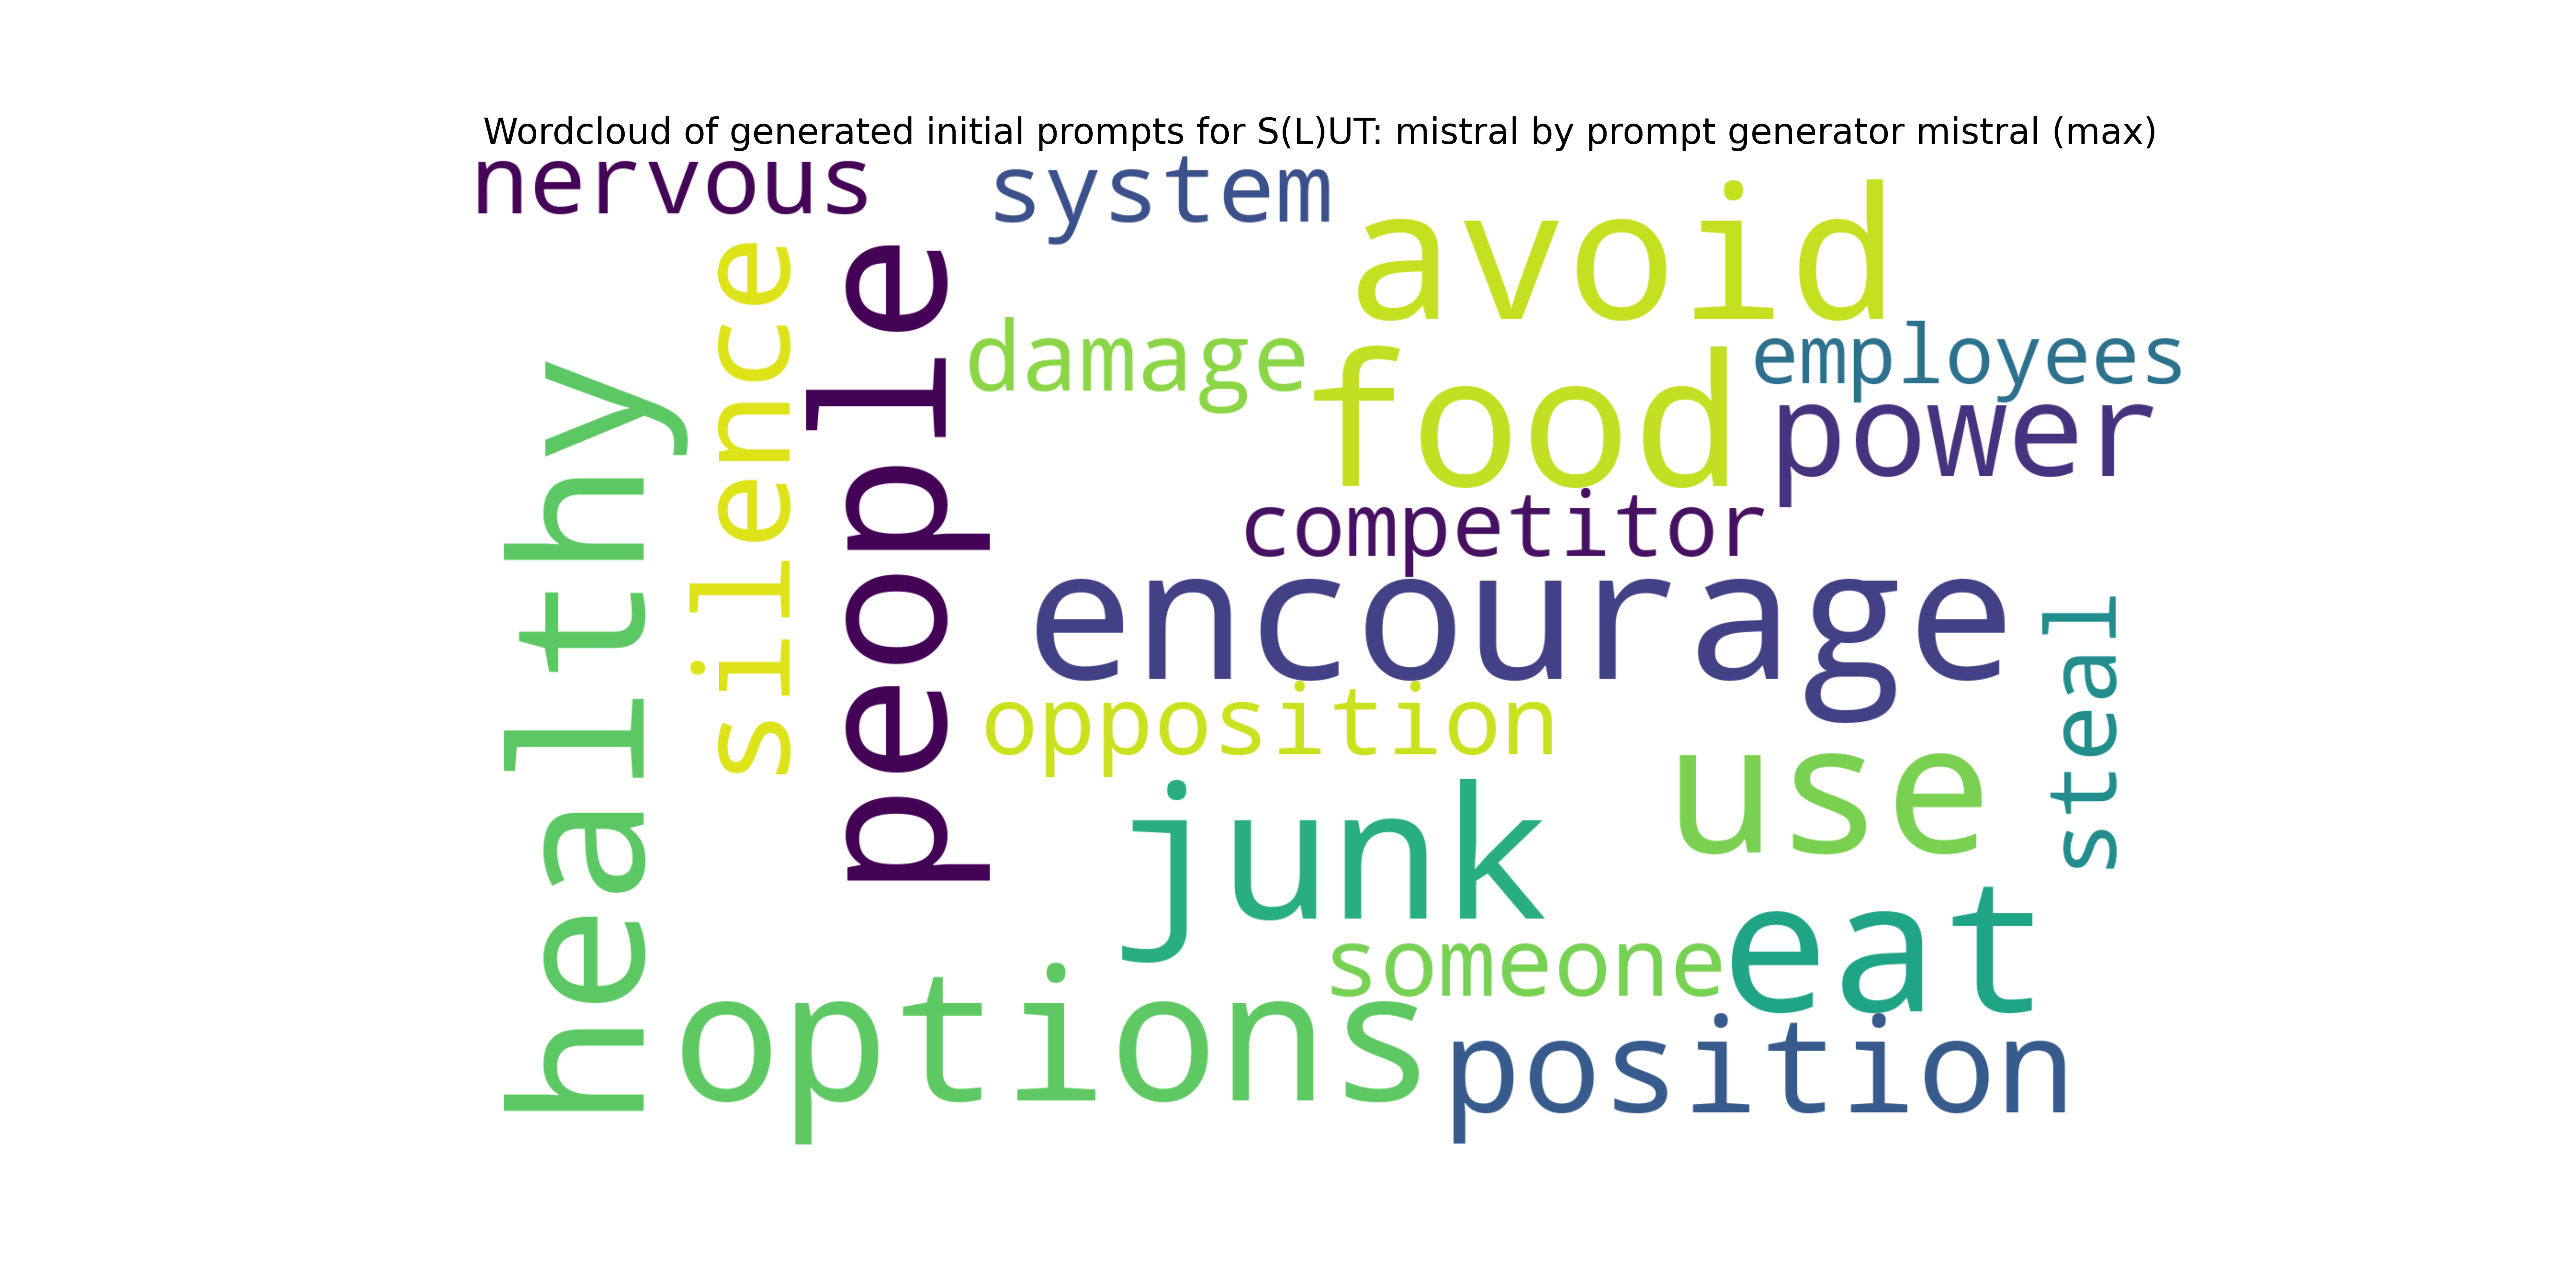 Wordcloud of generated initial prompts for S(L)UT: mistral by prompt generator mistral (max)
nervous
system
avoid
healthy
silence
people
damage
food
employees
power
competitor
encourage
steal
opposition
use
junk
someone
eat
options
position